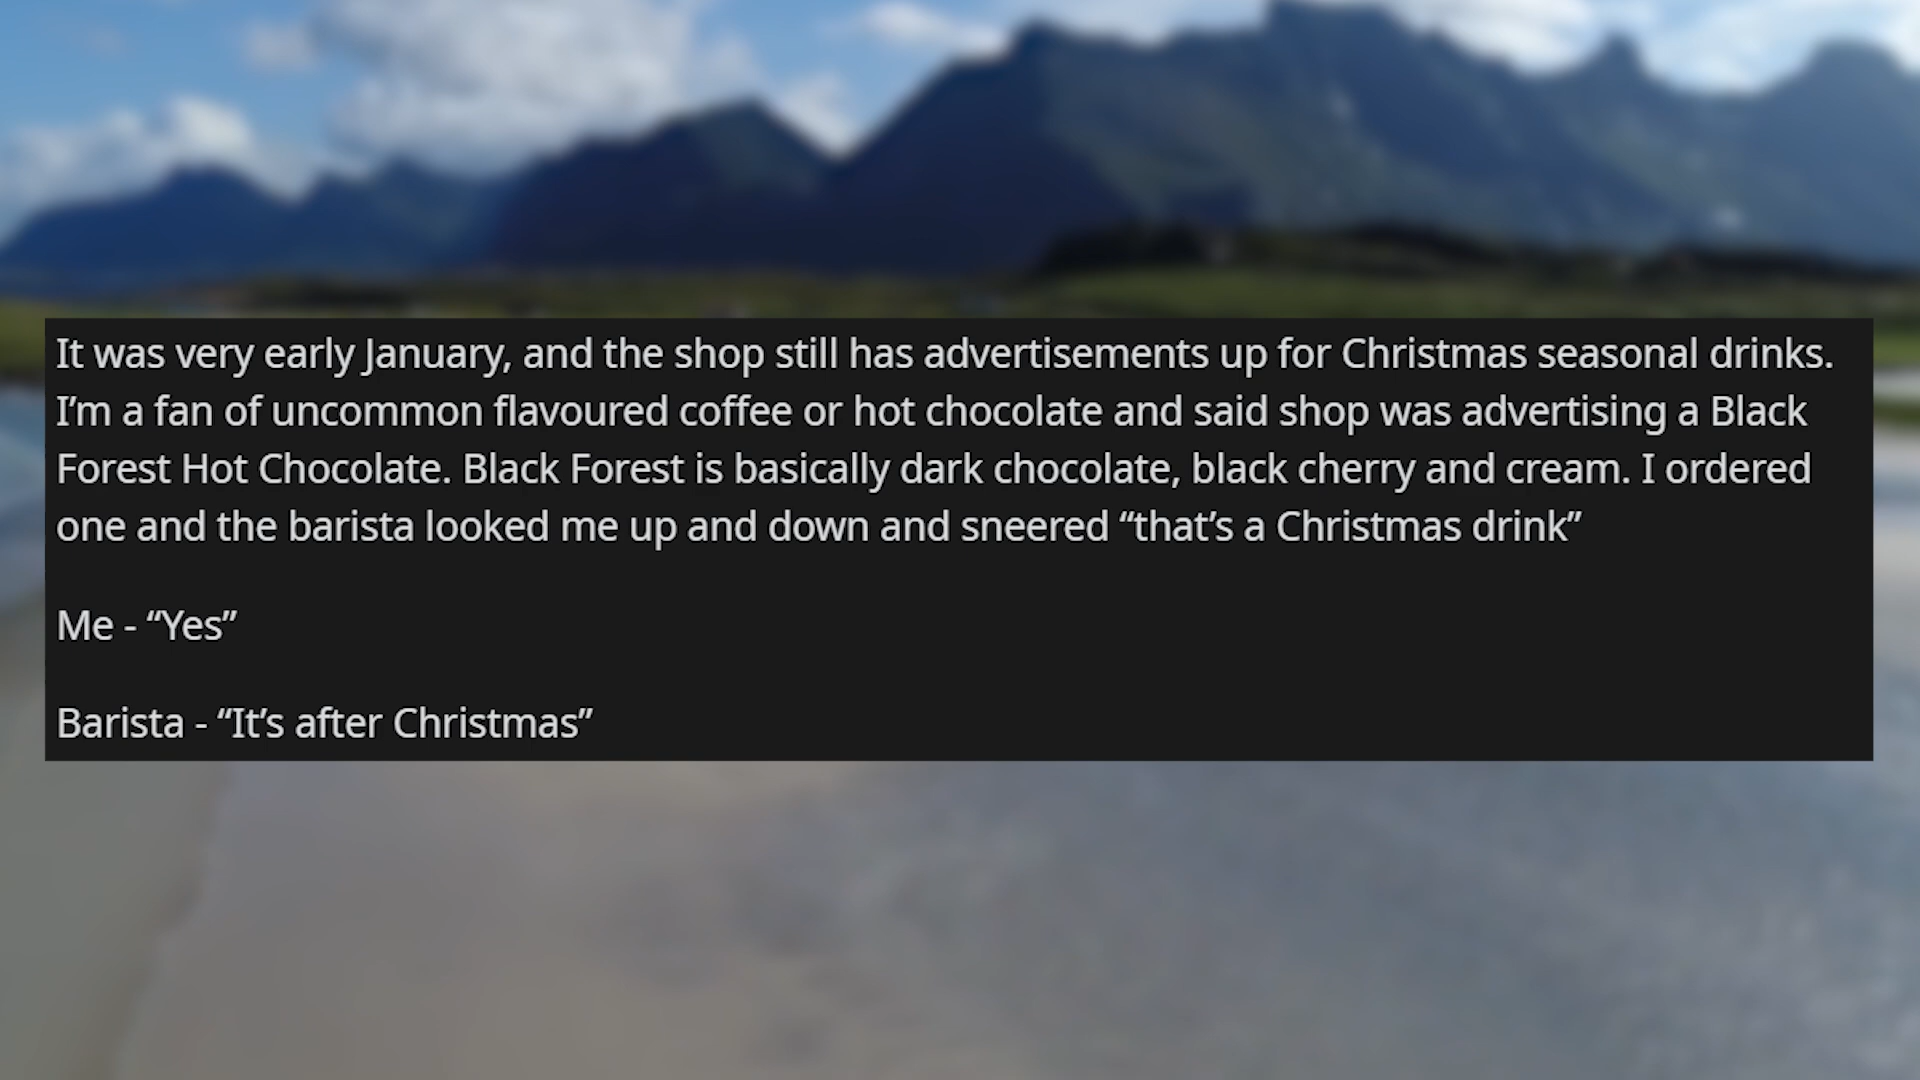 It was very early January, and the shop still has advertisements up for Christmas seasonal drinks.
I’m a fan of uncommon flavoured coffee or hot chocolate and said shop was advertising a Black
Forest Hot Chocolate. Black Forest is basically dark chocolate, black cherry and cream. I ordered
one and the barista looked me up and down and sneered “that’s a Christmas drink”
Me - “Yes”
Barista - “It’s after Christmas”